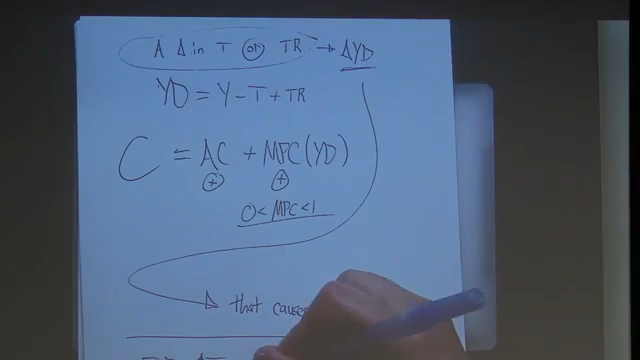 A Δ in T or TR → ΔYD
YD = Y - T + TR
C = AC + MPC(YD)
+ +
0 < MPC < 1
that cause